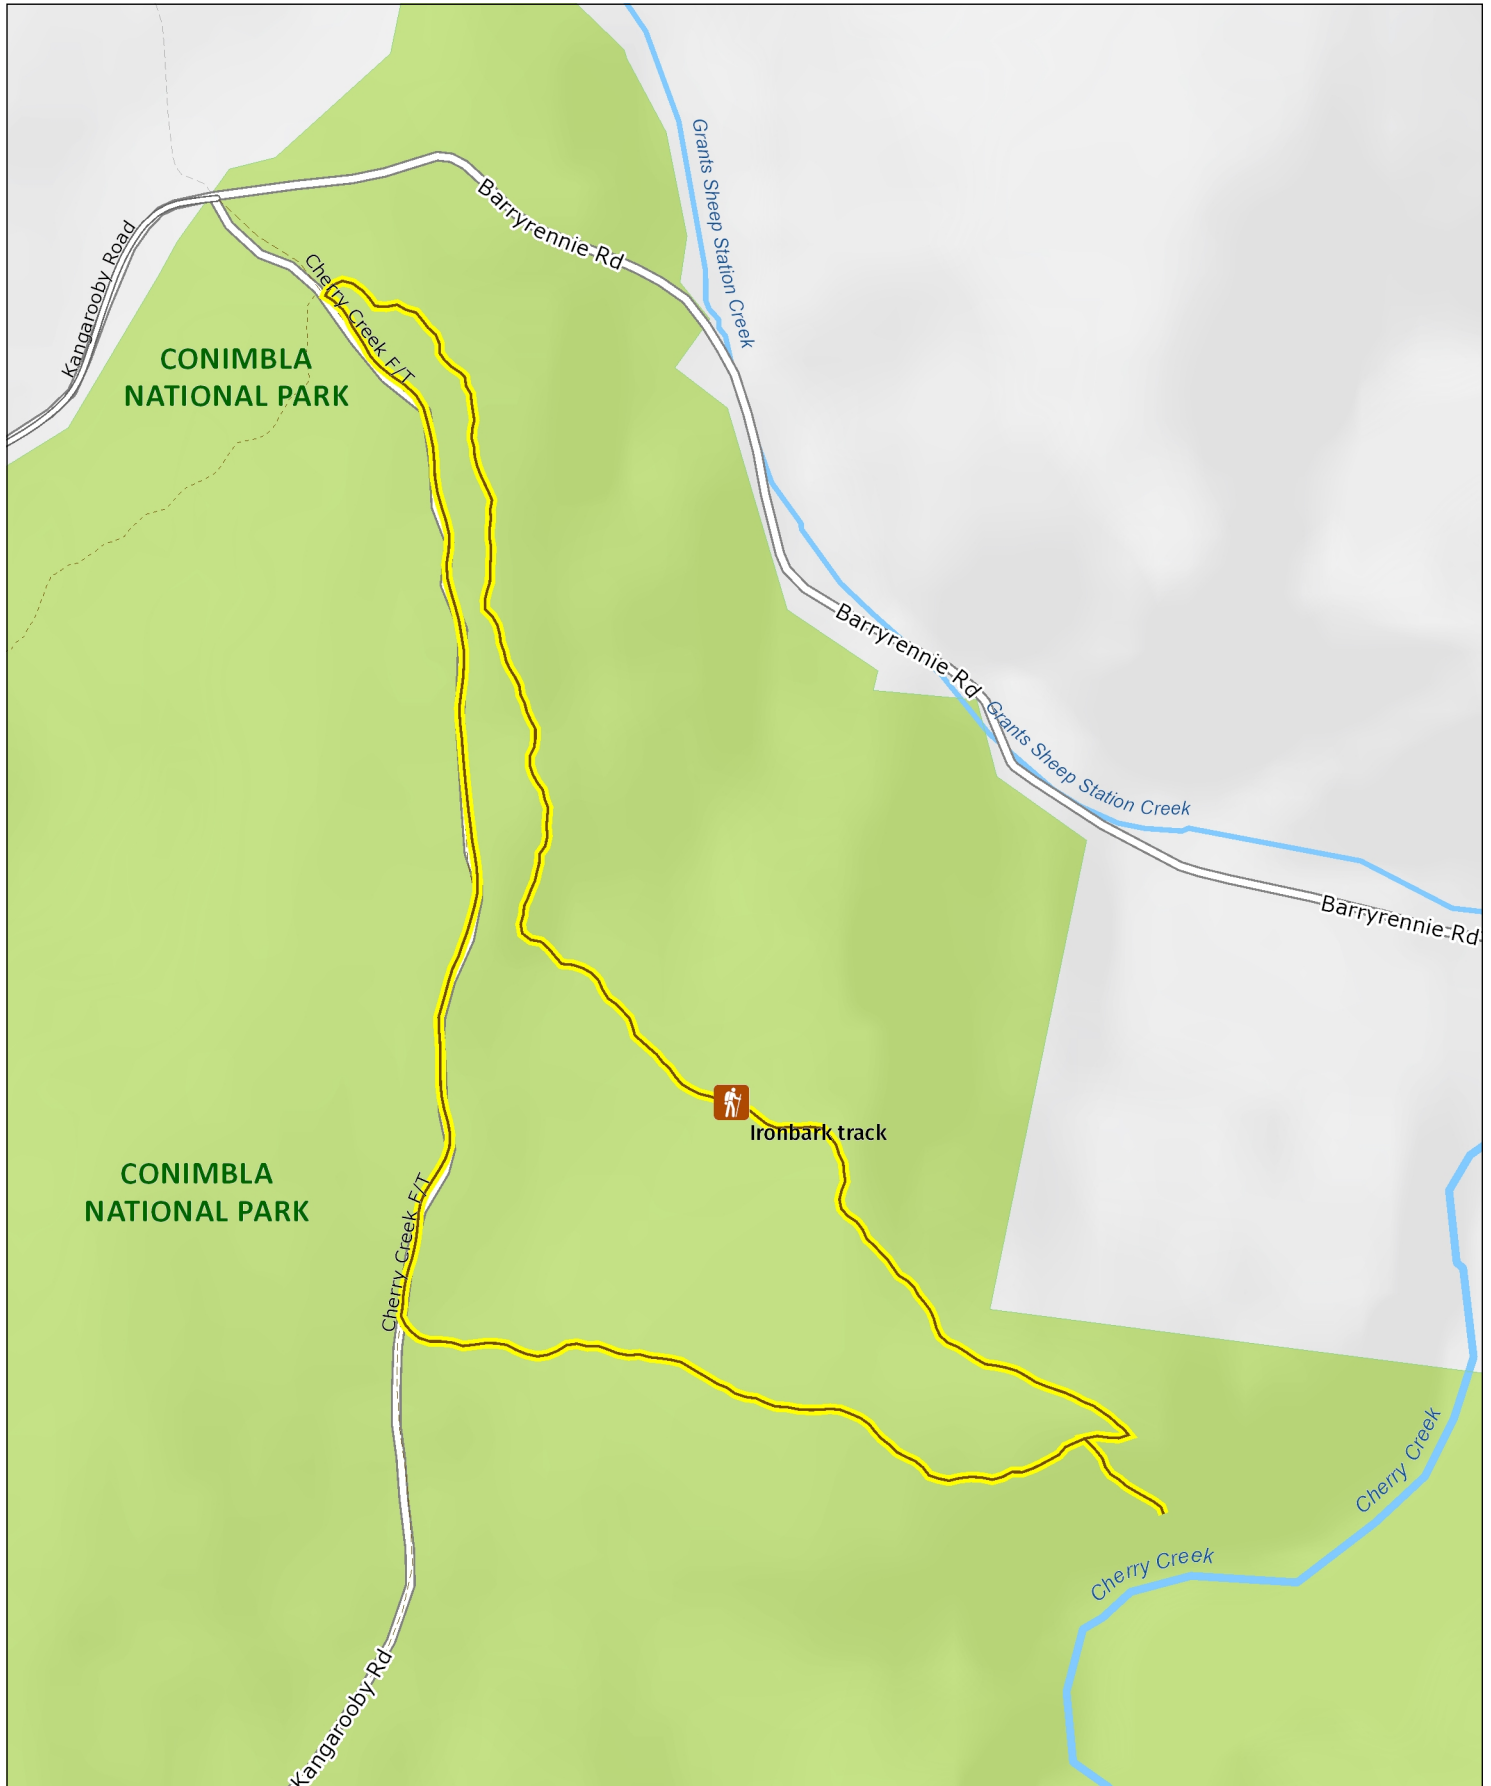 Grants Sheep Station Creek
Barryrennie Rd
Kangarooby Road
Cherry Creek F/T
CONIMBLA
NATIONAL PARK
Barryrennie Rd
Grants Sheep Station Creek
Barryrennie Rd
Ironbark track
CONIMBLA
NATIONAL PARK
Cherry Creek F/T
Cherry Creek
Cherry Creek
Kangarooby Rd